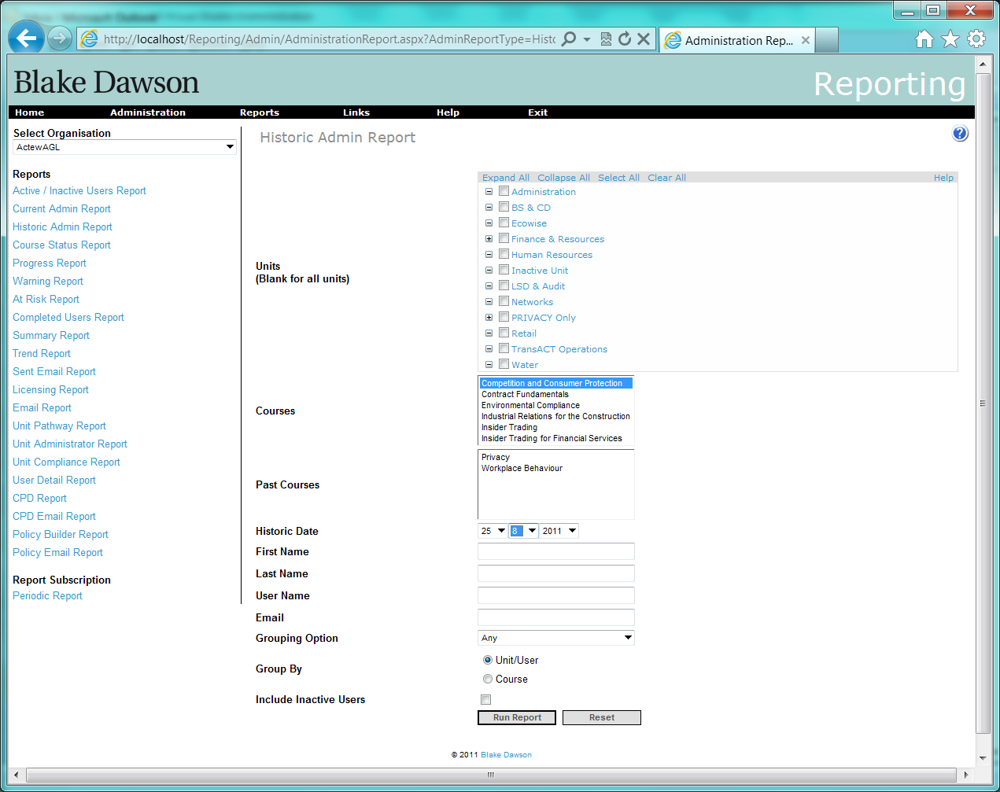 http://localhost/Reporting/Admin/AdministrationReport.aspx?AdminReportType=Histo
Administration Rep...
Blake Dawson
Reporting
Home Administration Reports Links Help Exit
Select Organisation
ActewAGL
Reports
Active / Inactive Users Report
Current Admin Report
Historic Admin Report
Course Status Report
Progress Report
Warning Report
At Risk Report
Completed Users Report
Summary Report
Trend Report
Sent Email Report
Licensing Report
Email Report
Unit Pathway Report
Unit Administrator Report
Unit Compliance Report
User Detail Report
CPD Report
CPD Email Report
Policy Builder Report
Policy Email Report
Report Subscription
Periodic Report
Historic Admin Report
Expand All Collapse All Select All Clear All Help
Units
(Blank for all units)
Administration
BS & CD
Ecowise
Finance & Resources
Human Resources
Inactive Unit
LSD & Audit
Networks
PRIVACY Only
Retail
TransACT Operations
Water
Courses
Competition and Consumer Protection
Contract Fundamentals
Environmental Compliance
Industrial Relations for the Construction
Insider Trading
Insider Trading for Financial Services
Past Courses
Privacy
Workplace Behaviour
Historic Date 25 8 2011
First Name
Last Name
User Name
Email
Grouping Option Any
Group By
Unit/User
Course
Include Inactive Users
Run Report Reset
© 2011 Blake Dawson